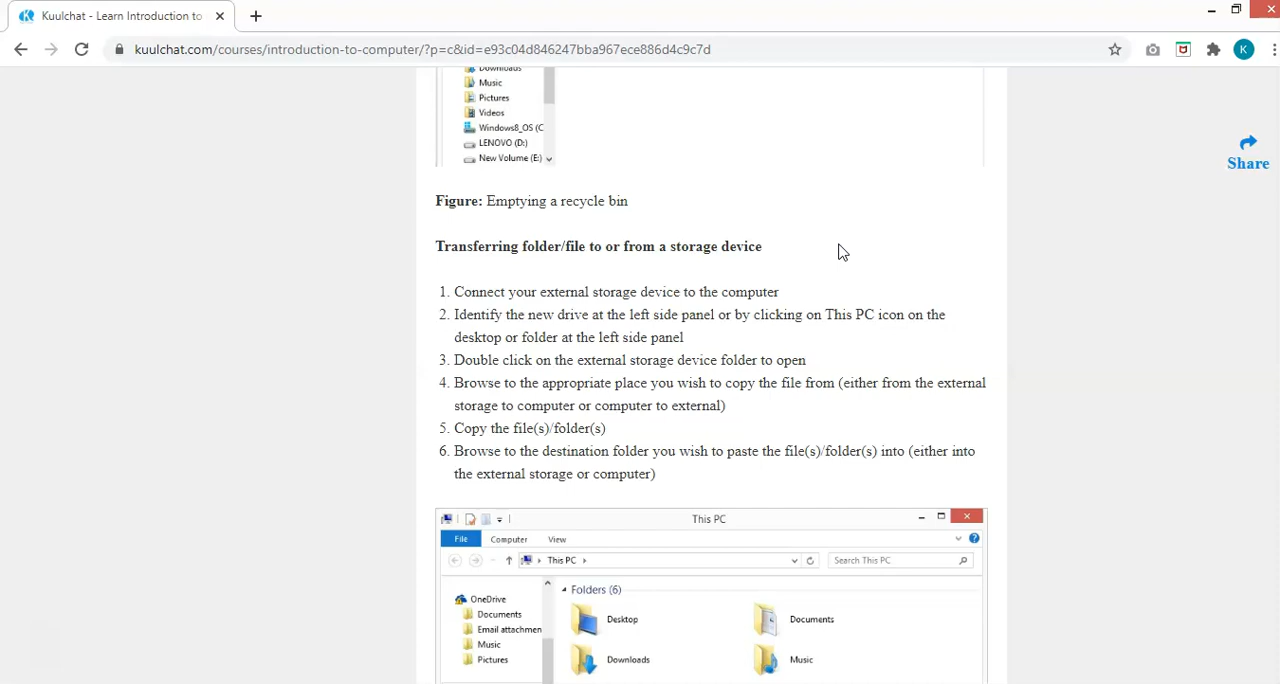 Kuulchat - Learn Introduction to
kuulchat.com/courses/introduction-to-computer/?p=c&id=e93c04d846247bba967ece886d4c9c7d
K
Downloads
Music
Pictures
Videos
Windows8_OS (C
LENOVO (D:)
New Volume (E:)
Share
Figure: Emptying a recycle bin
Transferring folder/file to or from a storage device
1. Connect your external storage device to the computer
2. Identify the new drive at the left side panel or by clicking on This PC icon on the
desktop or folder at the left side panel
3. Double click on the external storage device folder to open
4. Browse to the appropriate place you wish to copy the file from (either from the external
storage to computer or computer to external)
5. Copy the file(s)/folder(s)
6. Browse to the destination folder you wish to paste the file(s)/folder(s) into (either into
the external storage or computer)
This PC
File Computer View
This PC
Search This PC
OneDrive
Documents
Email attachmen
Music
Pictures
Folders (6)
Desktop
Documents
Downloads
Music